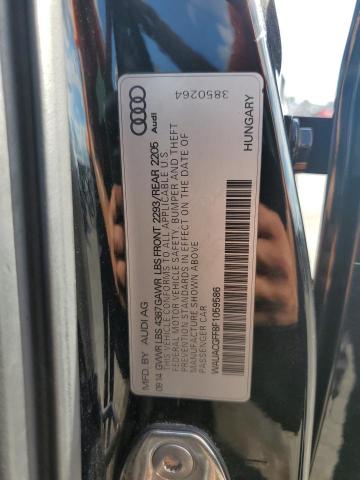 Audi
3850264
MFD. BY AUDI AG
HUNGARY
08 14 GVWR LBS 4387 GAWR LBS FRONT 2293/REAR 2205
THIS VEHICLE CONFORMS TO ALL APPLICABLE U S
FEDERAL MOTOR VEHICLE SAFETY, BUMPER AND THEFT
PREVENTION STANDARDS IN EFFECT ON THE DATE OF
MANUFACTURE SHOWN ABOVE
PASSENGER CAR
WAUACGFF8F1059586